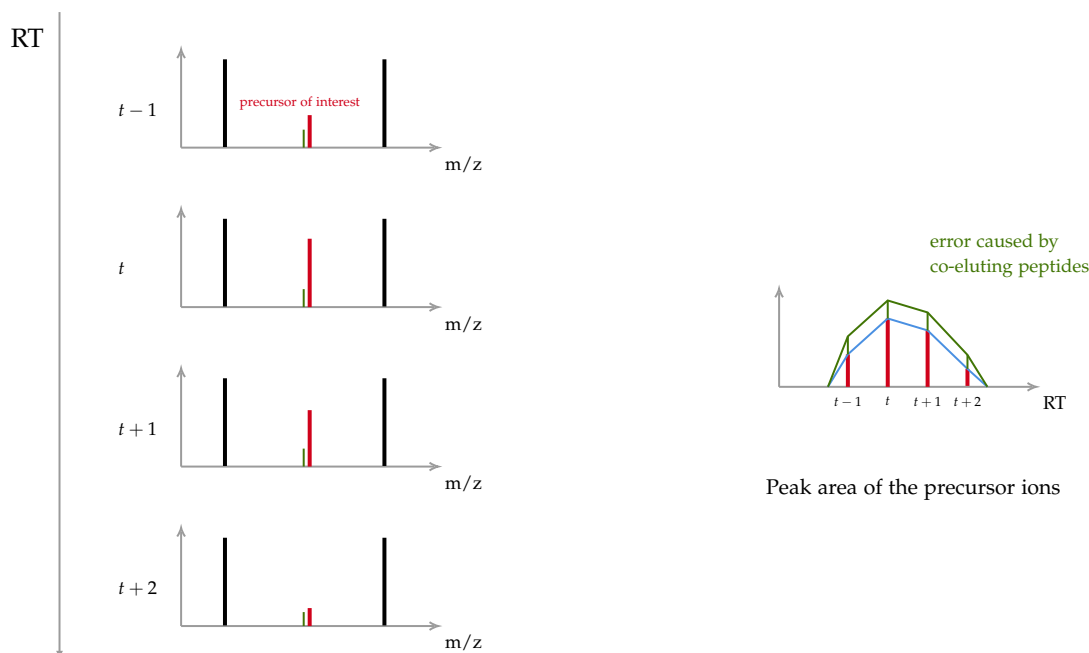 RT
t − 1
precursor of interest
m/z
t
m/z
t + 1
m/z
t + 2
m/z
error caused by
co-eluting peptides
t − 1 t t + 1 t + 2
RT
Peak area of the precursor ions